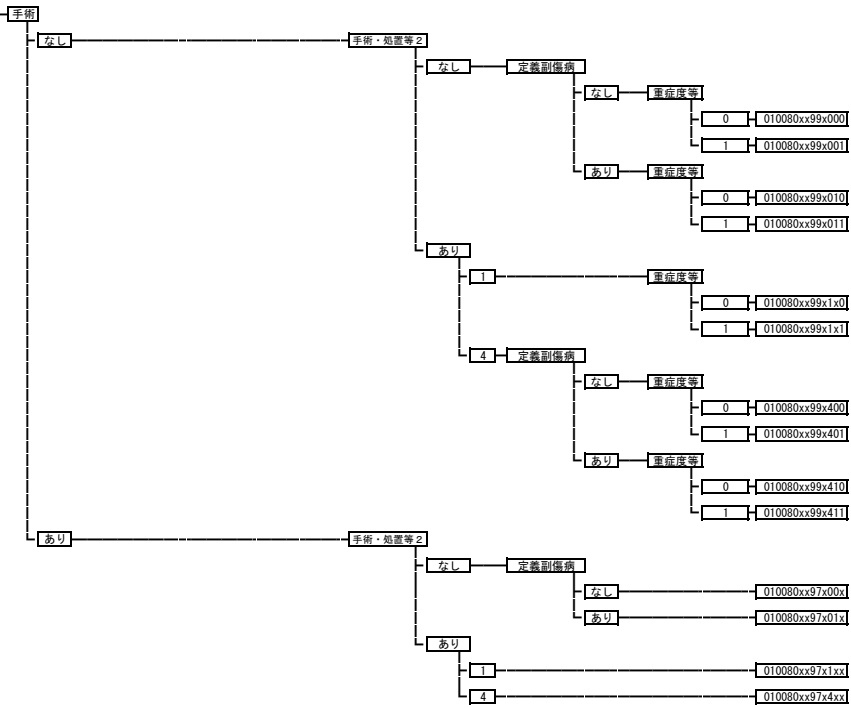 手術
なし 手術・処置等２
なし 定義副傷病
なし 重症度等
0 010080xx99x000
1 010080xx99x001
あり 重症度等
0 010080xx99x010
1 010080xx99x011
あり
1 重症度等
0 010080xx99x1x0
1 010080xx99x1x1
4 定義副傷病
なし 重症度等
0 010080xx99x400
1 010080xx99x401
あり 重症度等
0 010080xx99x410
1 010080xx99x411
あり 手術・処置等２
なし 定義副傷病
なし 010080xx97x00x
あり 010080xx97x01x
あり
1 010080xx97x1xx
4 010080xx97x4xx